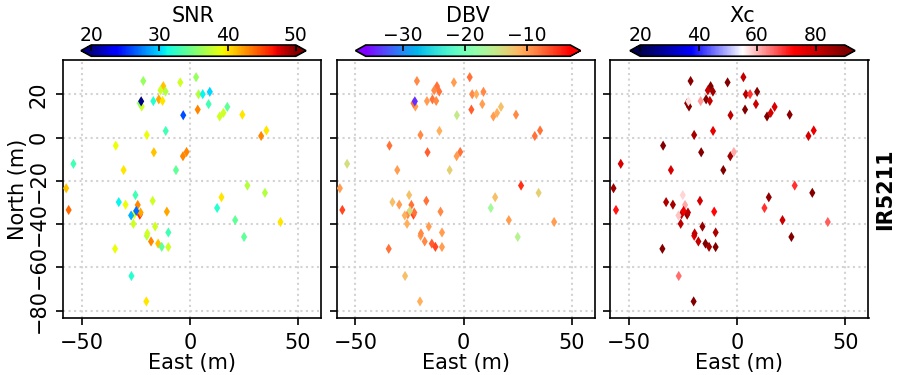 SNR DBV Xc
20 30 40 50 −30 −20 −10 20 40 60 80
North (m)
20
0
−20
−40
−60
−80
IR5211
−50 0 50 −50 0 50 −50 0 50
East (m) East (m) East (m)